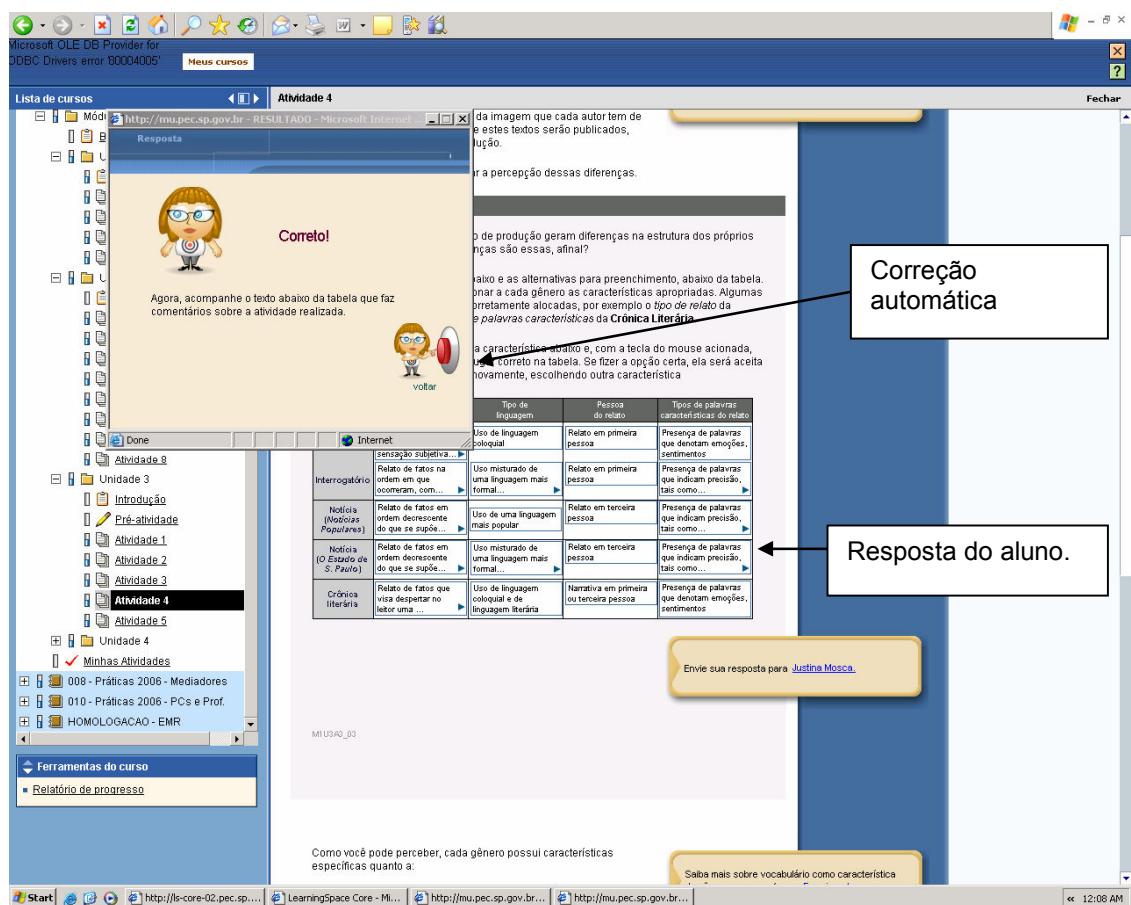 Microsoft OLE DB Provider for
ODBC Drivers error '80004005'
Meus cursos
Lista de cursos
Atividade 4
Fechar
http://mu.pec.sp.gov.br - RESULTADO - Microsoft Internet
Resposta
Correto!
Agora, acompanhe o texto abaixo da tabela que faz
comentários sobre a atividade realizada.
voltar
Done
Internet
Atividade 8
Unidade 3
Introdução
Pré-atividade
Atividade 1
Atividade 2
Atividade 3
Atividade 4
Atividade 5
Unidade 4
Minhas Atividades
008 - Práticas 2006 - Mediadores
010 - Práticas 2006 - PCs e Prof.
HOMOLOGACAO - EMR
Ferramentas do curso
Relatório de progresso
da imagem que cada autor tem de
e estes textos serão publicados,
a percepção dessas diferenças.
de produção geram diferenças na estrutura dos próprios
são essas, afinal?
e as alternativas para preenchimento, abaixo da tabela.
a cada gênero as características apropriadas. Algumas
alocadas, por exemplo o tipo de relato da
e palavras características da Crônica Literária
a característica abaixo e, com a tecla do mouse acionada,
correto na tabela. Se fizer a opção certa, ela será aceita
novamente, escolhendo outra característica
Tipo de
linguagem
Pessoa
do relato
Tipos de palavras
características do relato
sensação subjetiva...
Uso de linguagem
coloquial
Relato em primeira
pessoa
Presença de palavras
que denotam emoções,
sentimentos
Interrogatório
Relato de fatos na
ordem em que
ocorreram, com...
Uso misturado de
uma linguagem mais
formal...
Relato em primeira
pessoa
Presença de palavras
que indicam precisão,
tais como...
Notícia
(Notícias
Populares)
Relato de fatos em
ordem decrescente
do que se supõe...
Uso de uma linguagem
mais popular
Relato em terceira
pessoa
Presença de palavras
que indicam precisão,
tais como...
Notícia
(O Estado de
S. Paulo)
Relato de fatos em
ordem decrescente
do que se supõe...
Uso misturado de
uma linguagem mais
formal...
Relato em terceira
pessoa
Presença de palavras
que indicam precisão,
tais como...
Crônica
literária
Relato de fatos que
visa despertar no
leitor uma ...
Uso de linguagem
coloquial e de
linguagem literária
Narrativa em primeira
ou terceira pessoa
Presença de palavras
que denotam emoções,
sentimentos
Correção
automática
Resposta do aluno.
Envie sua resposta para Justina Mosca.
M1U3A3_03
Como você pode perceber, cada gênero possui características
específicas quanto a:
Saiba mais sobre vocabulário como característica
Start
http://ls-core-02.pec.sp....
LearningSpace Core - Mi...
http://mu.pec.sp.gov.br...
http://mu.pec.sp.gov.br...
12:08 AM